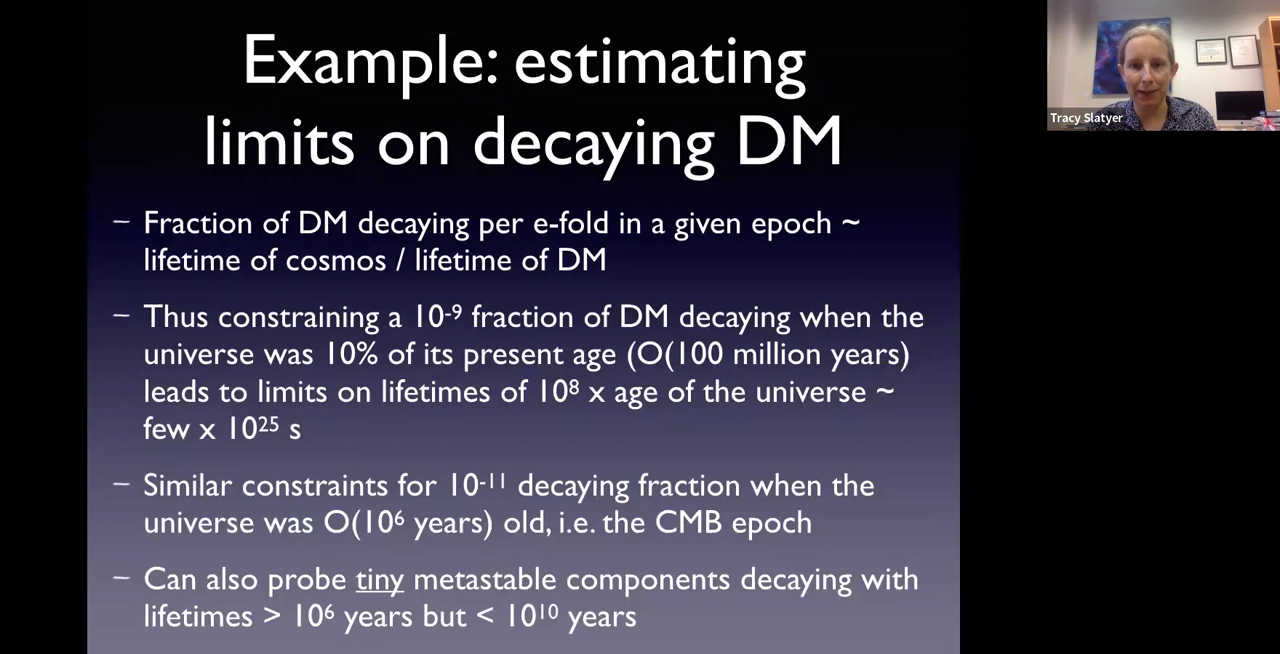 Example: estimating
limits on decaying DM
– Fraction of DM decaying per e-fold in a given epoch ~
lifetime of cosmos / lifetime of DM
– Thus constraining a 10⁻⁹ fraction of DM decaying when the
universe was 10% of its present age (O(100 million years)
leads to limits on lifetimes of 10⁸ x age of the universe ~
few x 10²⁵ s
– Similar constraints for 10⁻¹¹ decaying fraction when the
universe was O(10⁶ years) old, i.e. the CMB epoch
– Can also probe tiny metastable components decaying with
lifetimes > 10⁶ years but < 10¹⁰ years
Tracy Slatyer